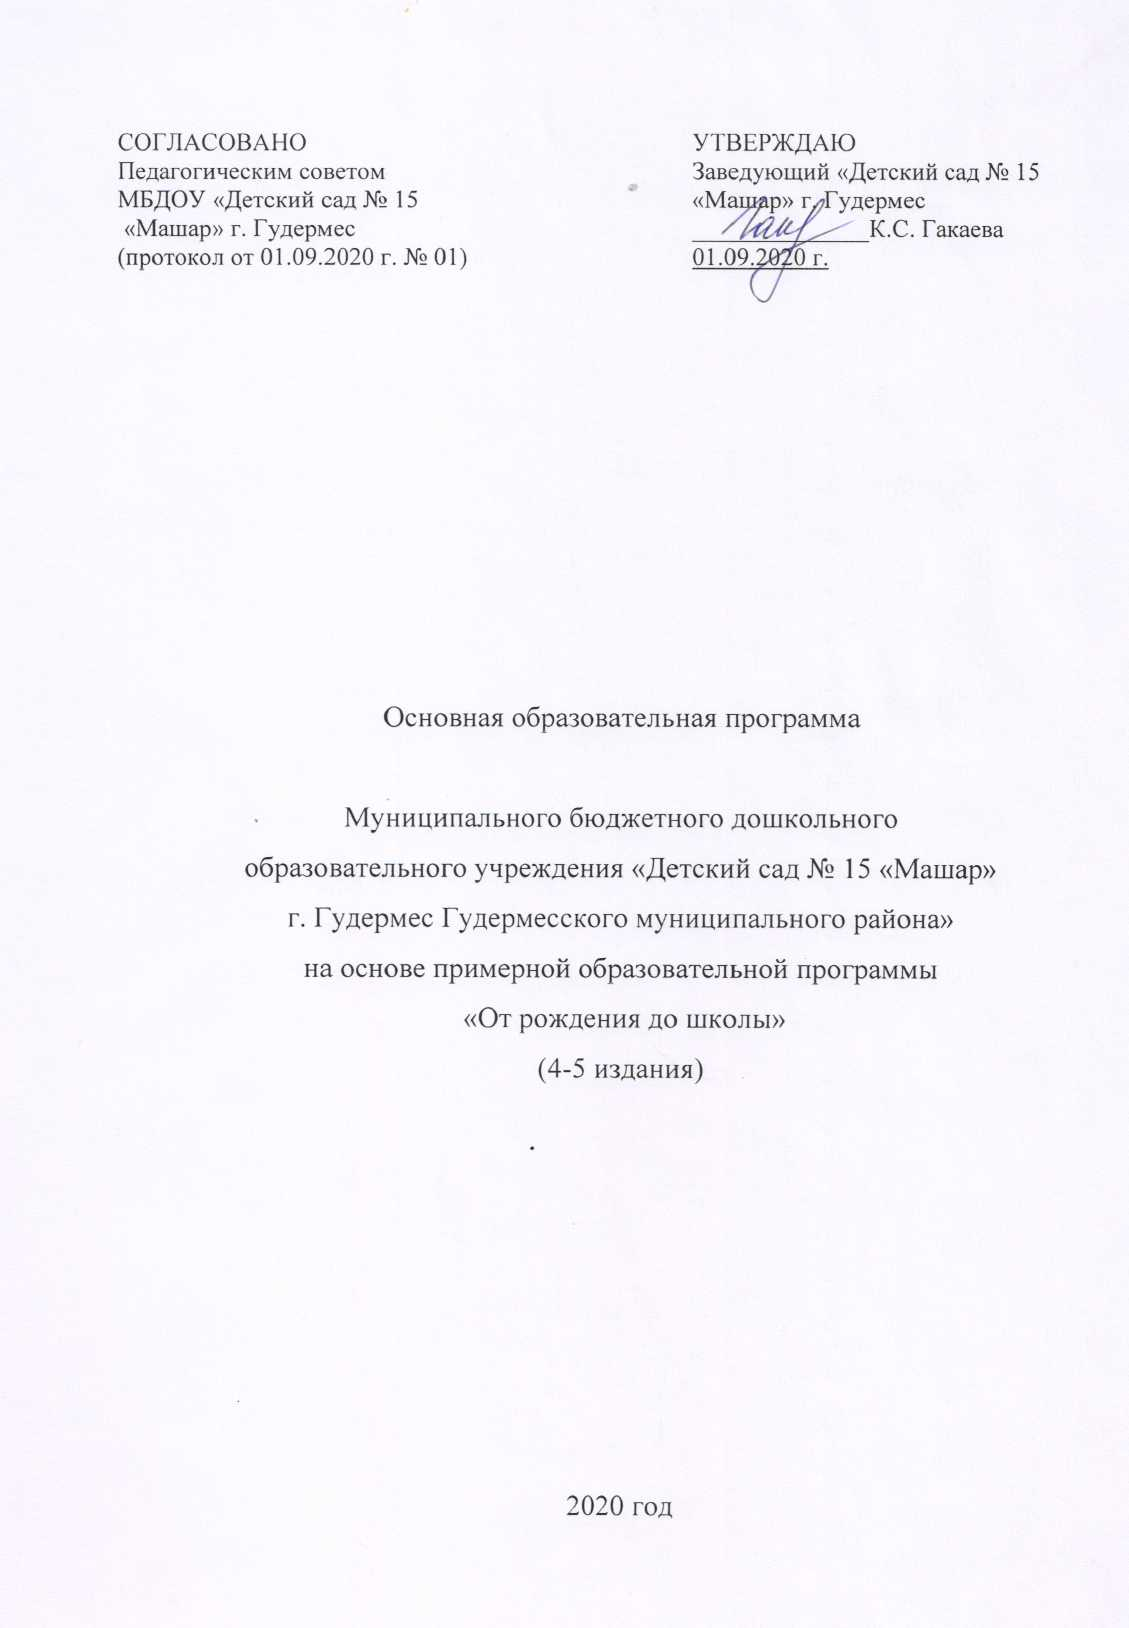 СОГЛАСОВАНО
Педагогическим советом
МБДОУ «Детский сад № 15
«Машар» г. Гудермес
(протокол от 01.09.2020 г. № 01)
УТВЕРЖДАЮ
Заведующий «Детский сад № 15
«Машар» г. Гудермес
______________К.С. Гакаева
01.09.2020 г.
Основная образовательная программа
Муниципального бюджетного дошкольного
образовательного учреждения «Детский сад № 15 «Машар»
г. Гудермес Гудермесского муниципального района»
на основе примерной образовательной программы
«От рождения до школы»
(4-5 издания)
2020 год